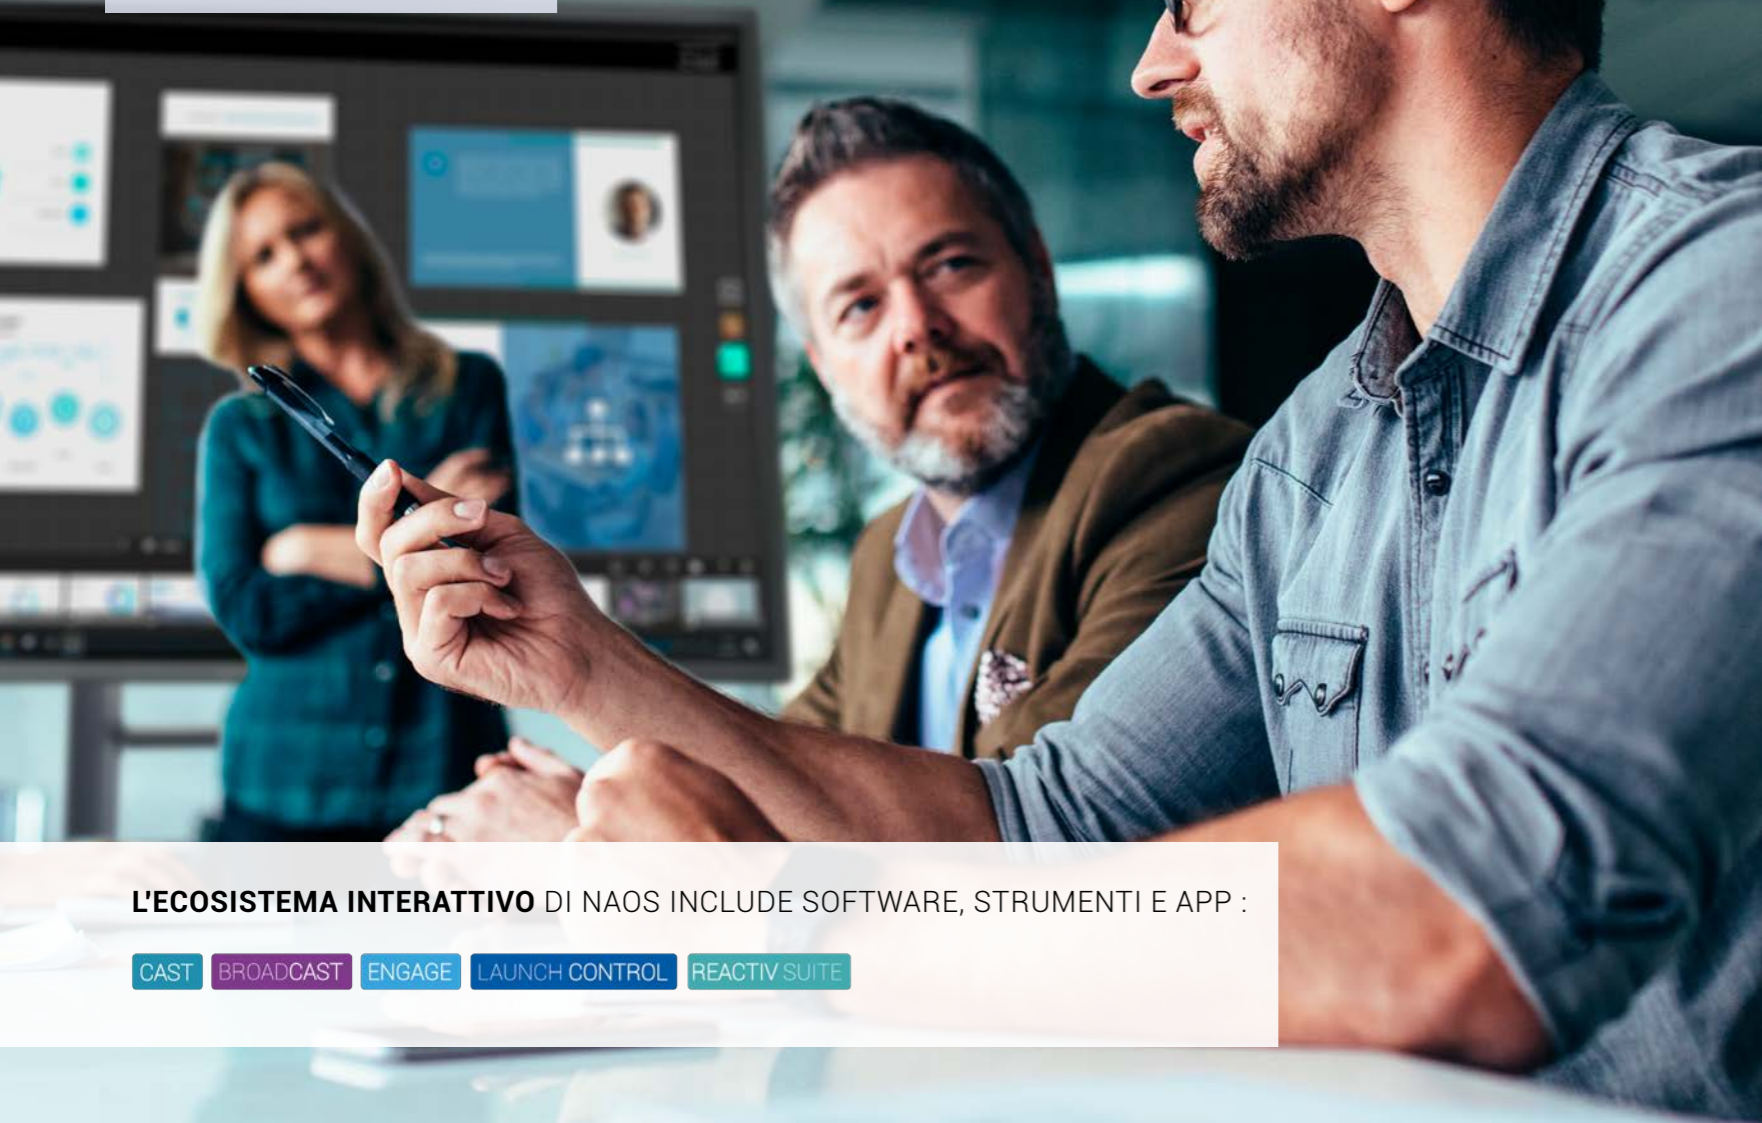 L'ECOSISTEMA INTERATTIVO DI NAOS INCLUDE SOFTWARE, STRUMENTI E APP :
CAST BROADCAST ENGAGE LAUNCH CONTROL REACTIV SUITE